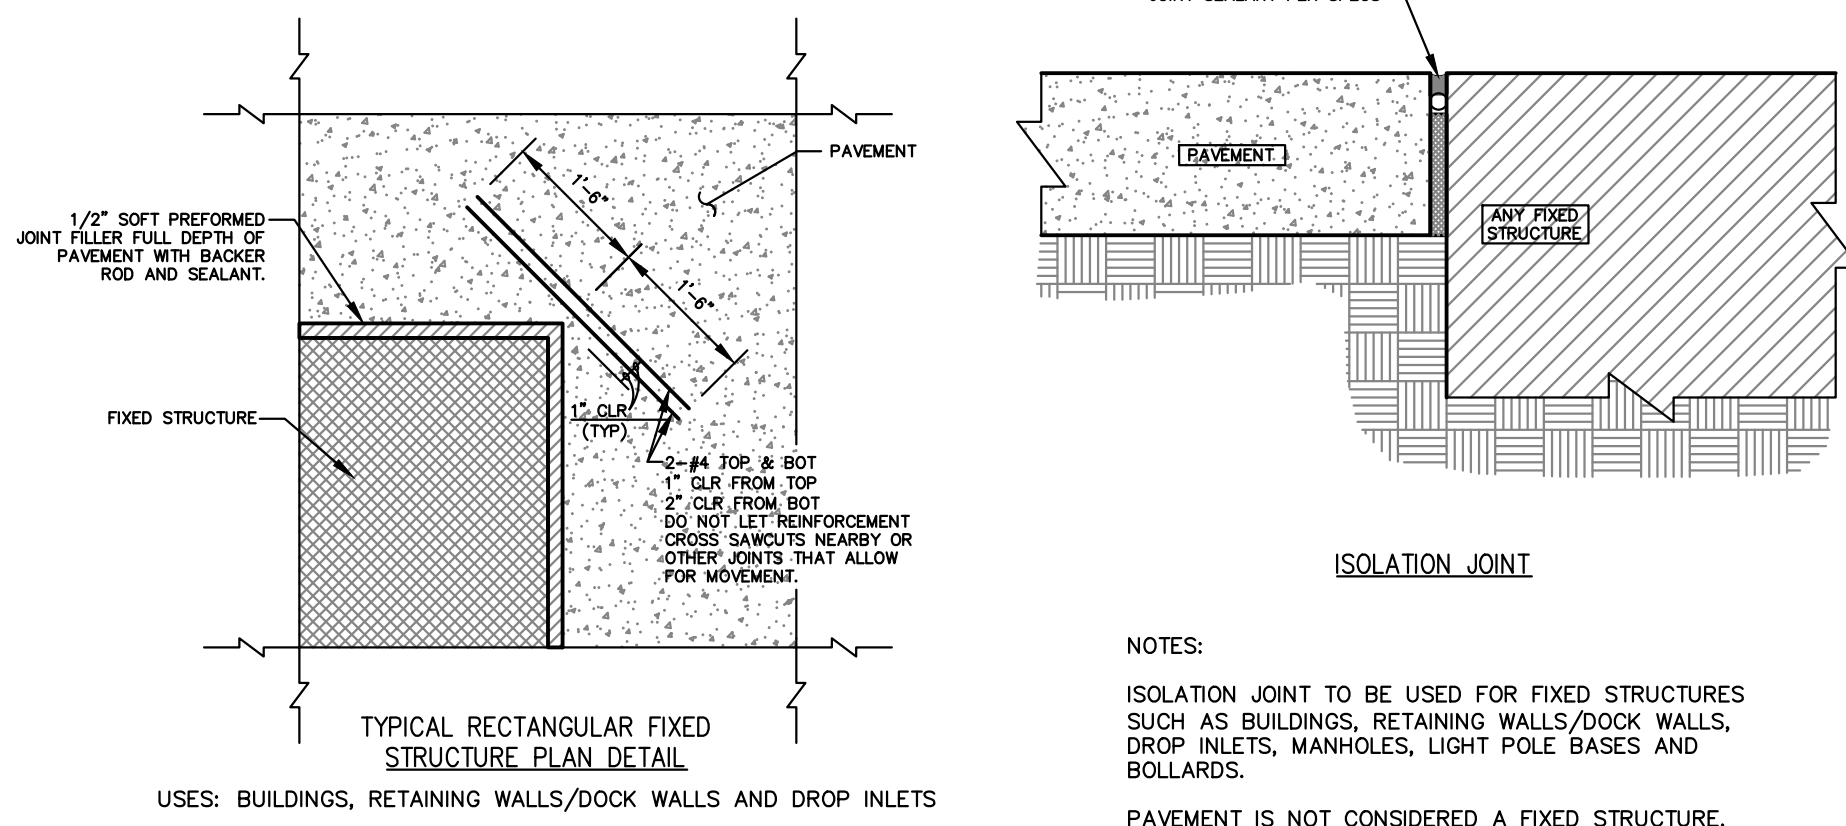 PAVEMENT
1'-6"
1'-6"
1/2" SOFT PREFORMED
JOINT FILLER FULL DEPTH OF
PAVEMENT WITH BACKER
ROD AND SEALANT.
FIXED STRUCTURE
1" CLR
(TYP)
2-#4 TOP & BOT
1" CLR FROM TOP
2" CLR FROM BOT
DO NOT LET REINFORCEMENT
CROSS SAWCUTS NEARBY OR
OTHER JOINTS THAT ALLOW
FOR MOVEMENT.
TYPICAL RECTANGULAR FIXED
STRUCTURE PLAN DETAIL
USES: BUILDINGS, RETAINING WALLS/DOCK WALLS AND DROP INLETS
JOINT SEALANT PER SPECS
PAVEMENT
ANY FIXED
STRUCTURE
ISOLATION JOINT
NOTES:
ISOLATION JOINT TO BE USED FOR FIXED STRUCTURES
SUCH AS BUILDINGS, RETAINING WALLS/DOCK WALLS,
DROP INLETS, MANHOLES, LIGHT POLE BASES AND
BOLLARDS.
PAVEMENT IS NOT CONSIDERED A FIXED STRUCTURE.